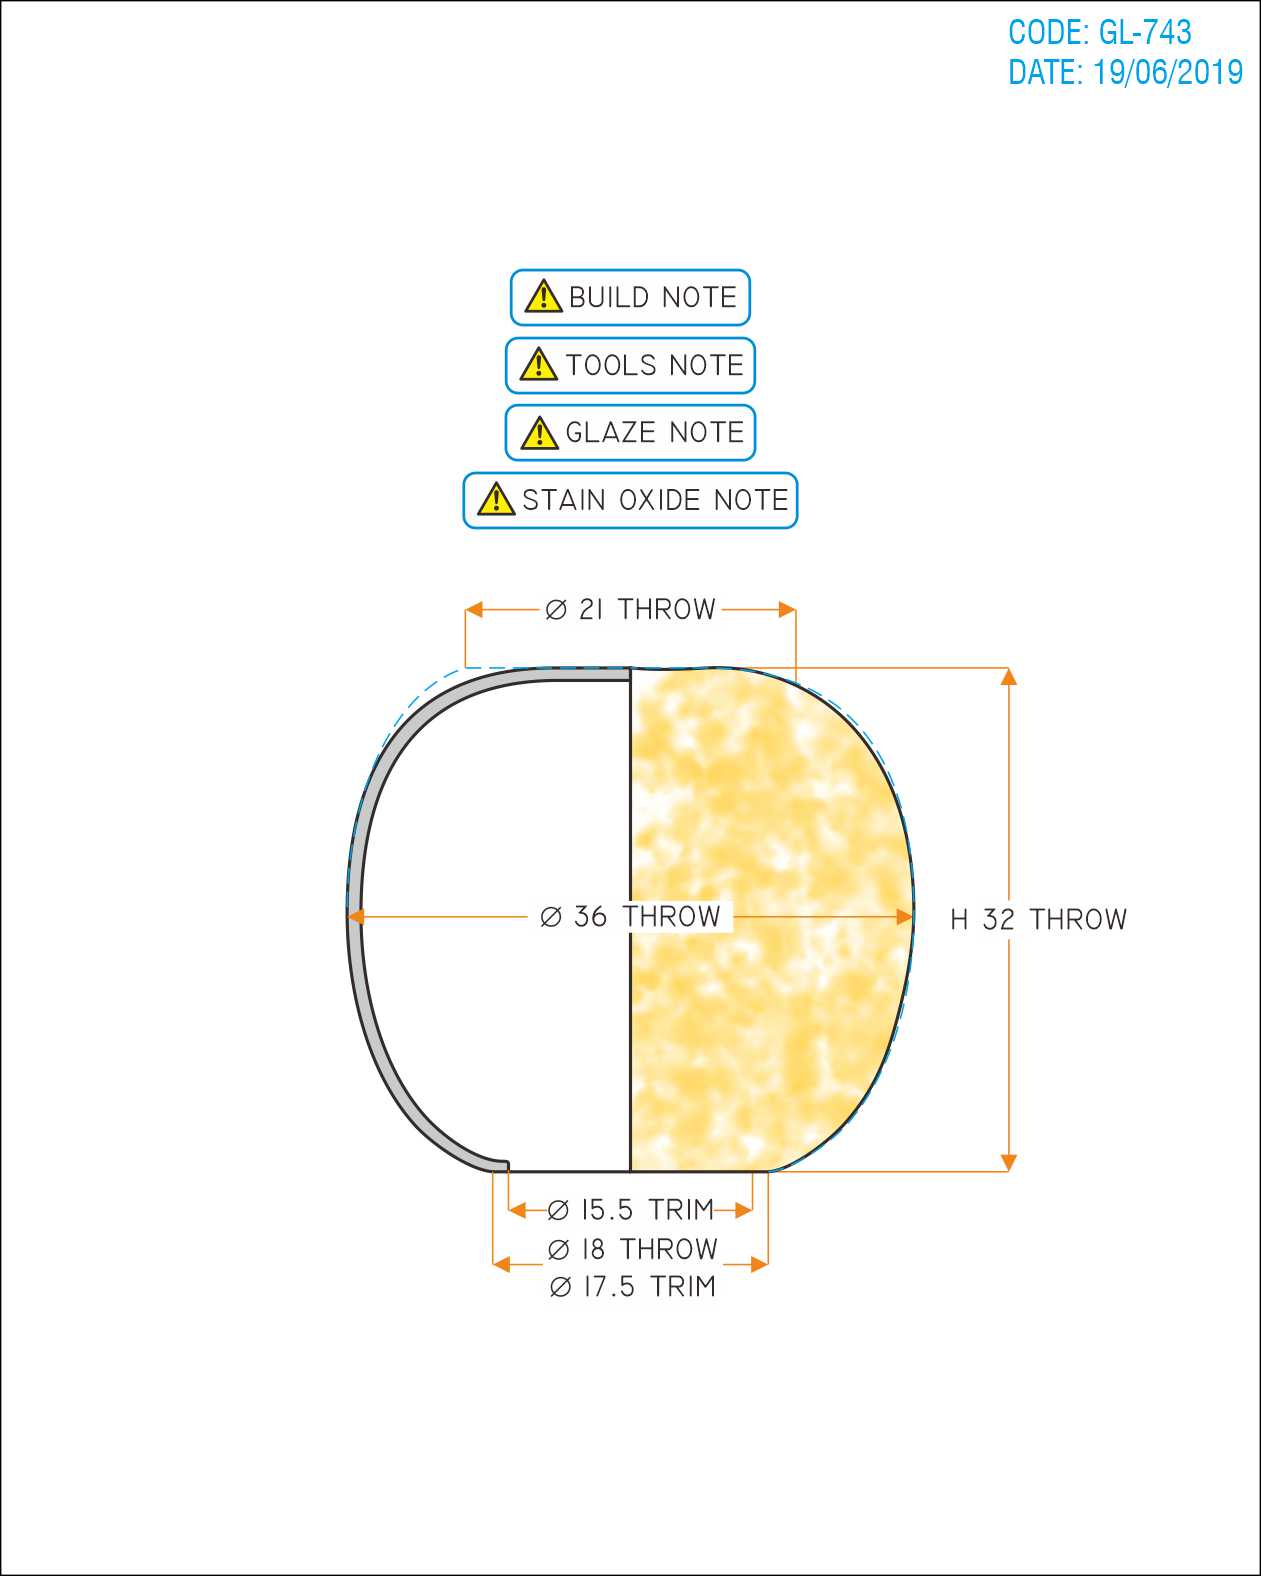 CODE: GL-743
DATE: 19/06/2019
BUILD NOTE
TOOLS NOTE
GLAZE NOTE
STAIN OXIDE NOTE
Ø 21 THROW
Ø 36 THROW
H 32 THROW
Ø 15.5 TRIM
Ø 18 THROW
Ø 17.5 TRIM